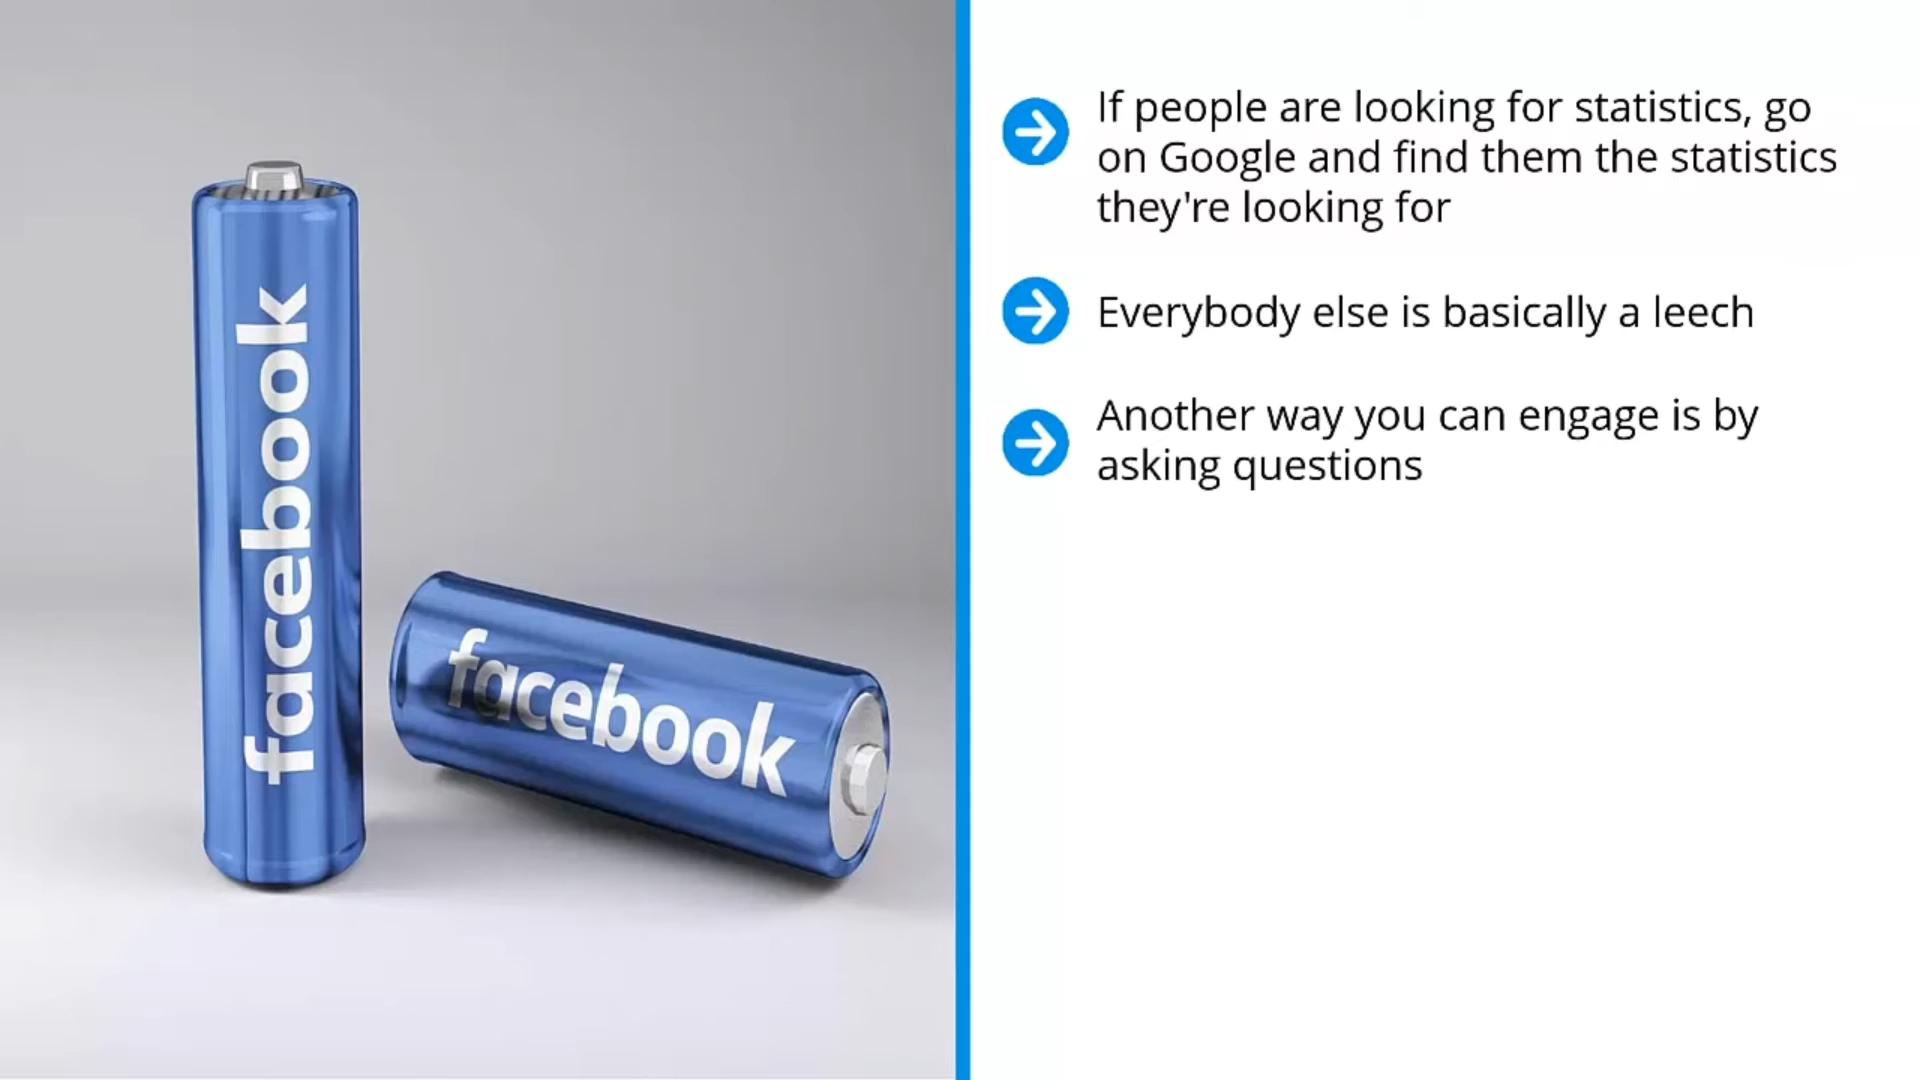 facebook
facebook
If people are looking for statistics, go
on Google and find them the statistics
they're looking for
Everybody else is basically a leech
Another way you can engage is by
asking questions